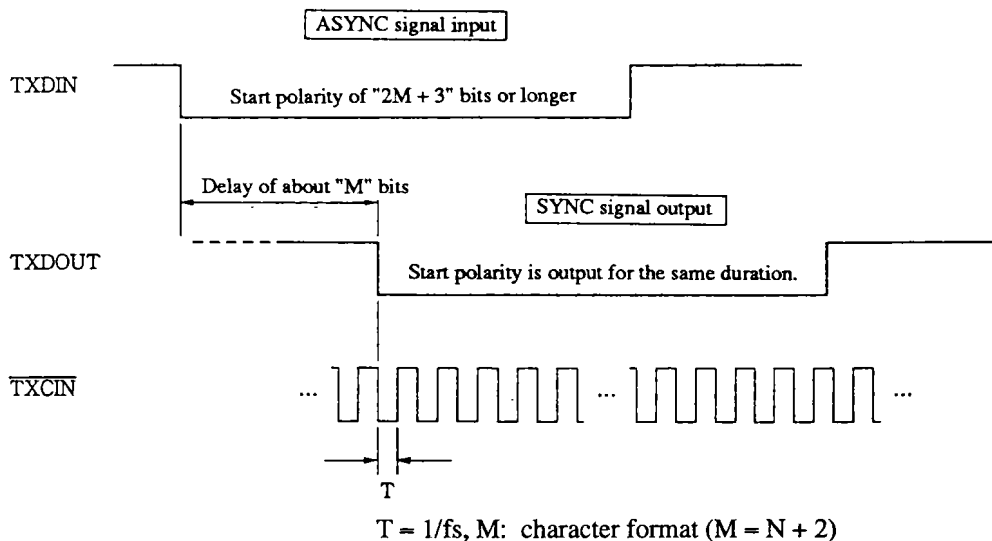 ASYNC signal input
TXDIN
Start polarity of "2M + 3" bits or longer
Delay of about "M" bits
SYNC signal output
TXDOUT
Start polarity is output for the same duration.
TXCIN
... ... ...
T
T = 1/fs, M: character format (M = N + 2)